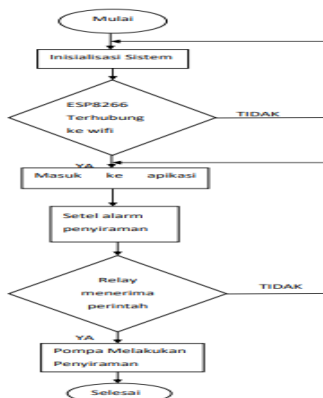 Mulai
Inisialisasi Sistem
ESP8266
Terhubung
ke wifi
TIDAK
YA
Masuk ke apikasi
Setel alarm
penyiraman
Relay
menerima
perintah
TIDAK
YA
Pompa Melakukan
Penyiraman
Selesai